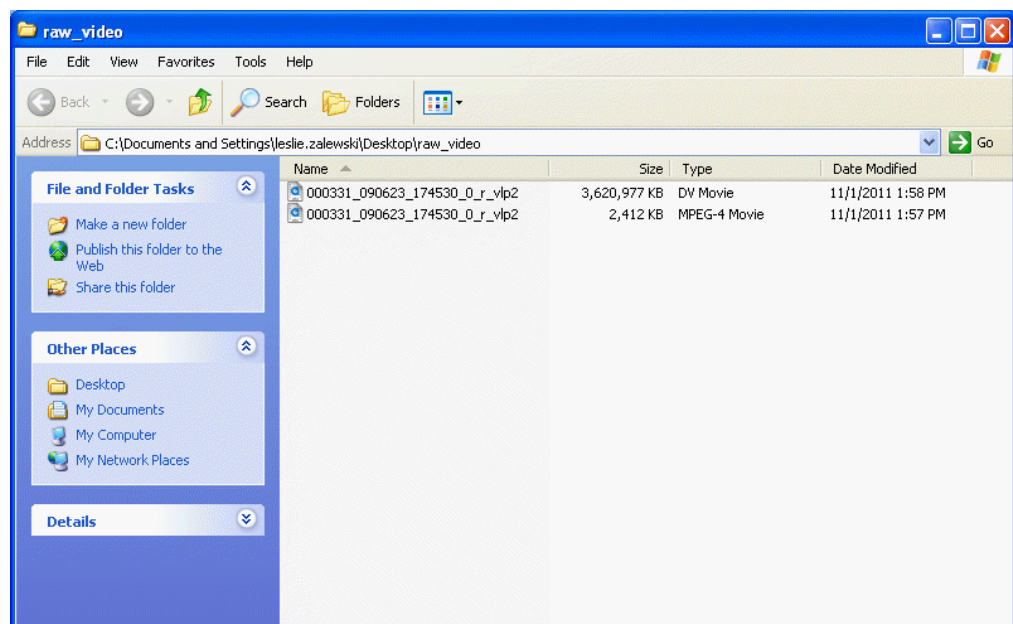 raw_video
File Edit View Favorites Tools Help
Back Search Folders
Address C:\Documents and Settings\leslie.zalewski\Desktop\raw_video Go
Name Size Type Date Modified
000331_090623_174530_0_r_vlp2 3,620,977 KB DV Movie 11/1/2011 1:58 PM
000331_090623_174530_0_r_vlp2 2,412 KB MPEG-4 Movie 11/1/2011 1:57 PM
File and Folder Tasks
Make a new folder
Publish this folder to the
Web
Share this folder
Other Places
Desktop
My Documents
My Computer
My Network Places
Details